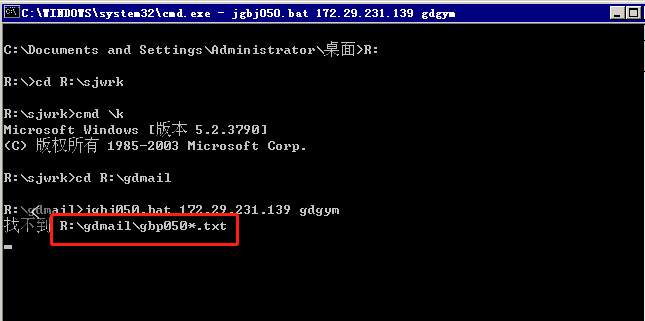 C:\WINDOWS\system32\cmd.exe - jgbj050.bat 172.29.231.139 gdgym
C:\Documents and Settings\Administrator\桌面>R:
R:\>cd R:\sjwrk
R:\sjwrk>cmd \k
Microsoft Windows [版本 5.2.3790]
(C) 版权所有 1985-2003 Microsoft Corp.
R:\sjwrk>cd R:\gdmail
R:\gdmail>jgbj050.bat 172.29.231.139 gdgym
找不到 R:\gdmail\gbp050*.txt